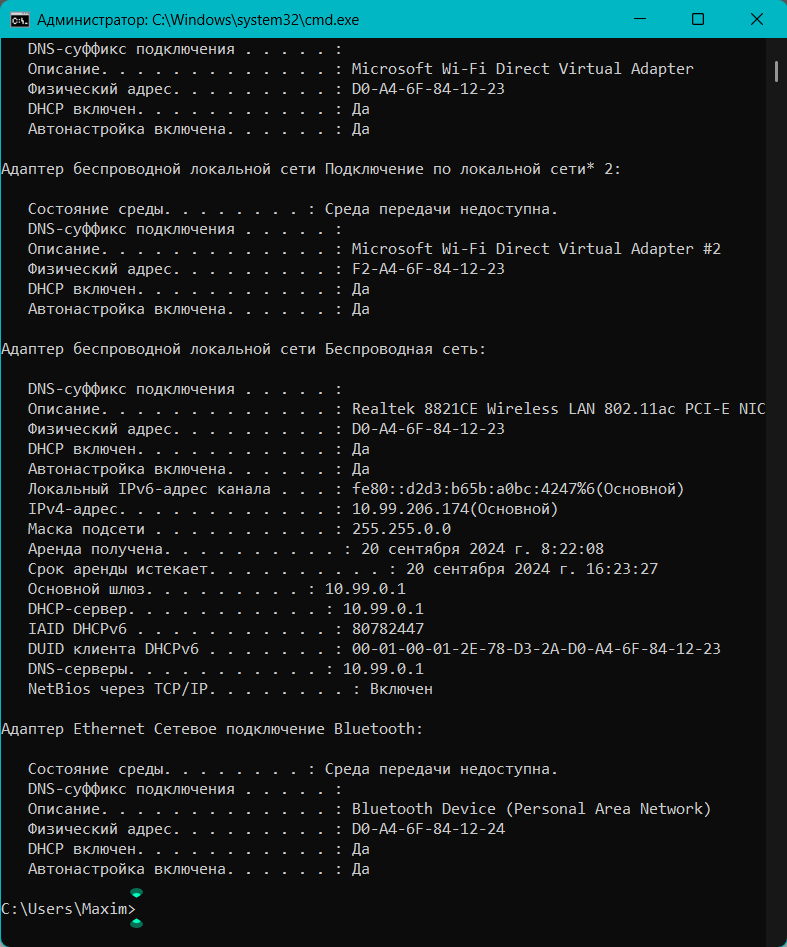 Администратор: C:\Windows\system32\cmd.exe
DNS-суффикс подключения . . . . . :
Описание. . . . . . . . . . . . . : Microsoft Wi-Fi Direct Virtual Adapter
Физический адрес. . . . . . . . . : D0-A4-6F-84-12-23
DHCP включен. . . . . . . . . . . : Да
Автонастройка включена. . . . . . : Да
Адаптер беспроводной локальной сети Подключение по локальной сети* 2:
Состояние среды. . . . . . . . : Среда передачи недоступна.
DNS-суффикс подключения . . . . . :
Описание. . . . . . . . . . . . . : Microsoft Wi-Fi Direct Virtual Adapter #2
Физический адрес. . . . . . . . . : F2-A4-6F-84-12-23
DHCP включен. . . . . . . . . . . : Да
Автонастройка включена. . . . . . : Да
Адаптер беспроводной локальной сети Беспроводная сеть:
DNS-суффикс подключения . . . . . :
Описание. . . . . . . . . . . . . : Realtek 8821CE Wireless LAN 802.11ac PCI-E NIC
Физический адрес. . . . . . . . . : D0-A4-6F-84-12-23
DHCP включен. . . . . . . . . . . : Да
Автонастройка включена. . . . . . : Да
Локальный IPv6-адрес канала . . . : fe80::d2d3:b65b:a0bc:4247%6(Основной)
IPv4-адрес. . . . . . . . . . . . : 10.99.206.174(Основной)
Маска подсети . . . . . . . . . . : 255.255.0.0
Аренда получена. . . . . . . . . . : 20 сентября 2024 г. 8:22:08
Срок аренды истекает. . . . . . . . . . : 20 сентября 2024 г. 16:23:27
Основной шлюз. . . . . . . . . : 10.99.0.1
DHCP-сервер. . . . . . . . . . . : 10.99.0.1
IAID DHCPv6 . . . . . . . . . . . : 80782447
DUID клиента DHCPv6 . . . . . . . : 00-01-00-01-2E-78-D3-2A-D0-A4-6F-84-12-23
DNS-серверы. . . . . . . . . . . : 10.99.0.1
NetBios через TCP/IP. . . . . . . . : Включен
Адаптер Ethernet Сетевое подключение Bluetooth:
Состояние среды. . . . . . . . : Среда передачи недоступна.
DNS-суффикс подключения . . . . . :
Описание. . . . . . . . . . . . . : Bluetooth Device (Personal Area Network)
Физический адрес. . . . . . . . . : D0-A4-6F-84-12-24
DHCP включен. . . . . . . . . . . : Да
Автонастройка включена. . . . . . : Да
C:\Users\Maxim>